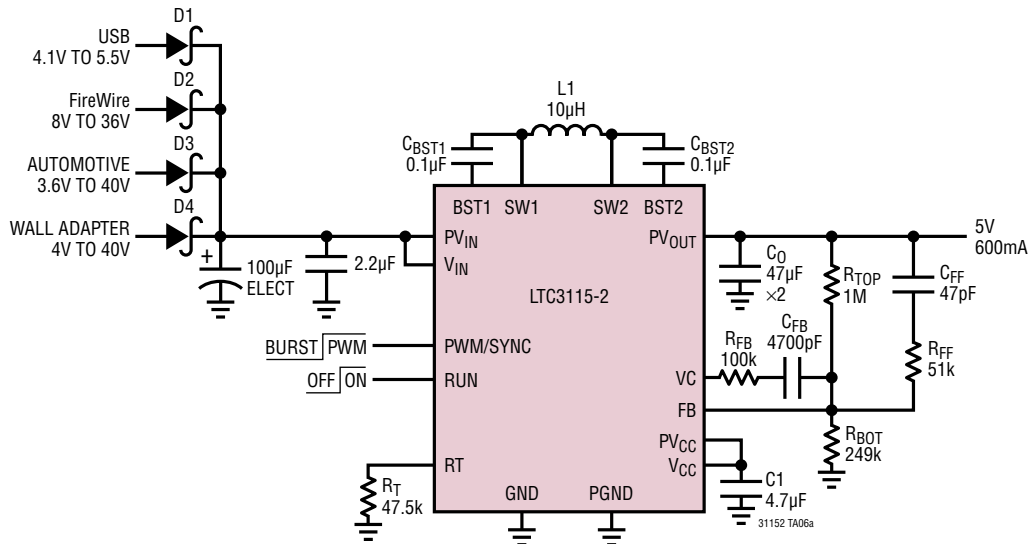 D1
USB
4.1V TO 5.5V
D2
FireWire
8V TO 36V
D3
AUTOMOTIVE
3.6V TO 40V
D4
WALL ADAPTER
4V TO 40V
+
100µF
ELECT
2.2µF
L1
10µH
CBST1
0.1µF
CBST2
0.1µF
BST1 SW1 SW2 BST2
PVIN
VIN
PVOUT
LTC3115-2
5V
600mA
CO
47µF
×2
RTOP
1M
CFF
47pF
BURST PWM
PWM/SYNC
OFF ON
RUN
RFB
100k
CFB
4700pF
RFF
51k
VC
FB
RBOT
249k
PVCC
VCC
RT
RT
47.5k
GND PGND
C1
4.7µF
31152 TA06a